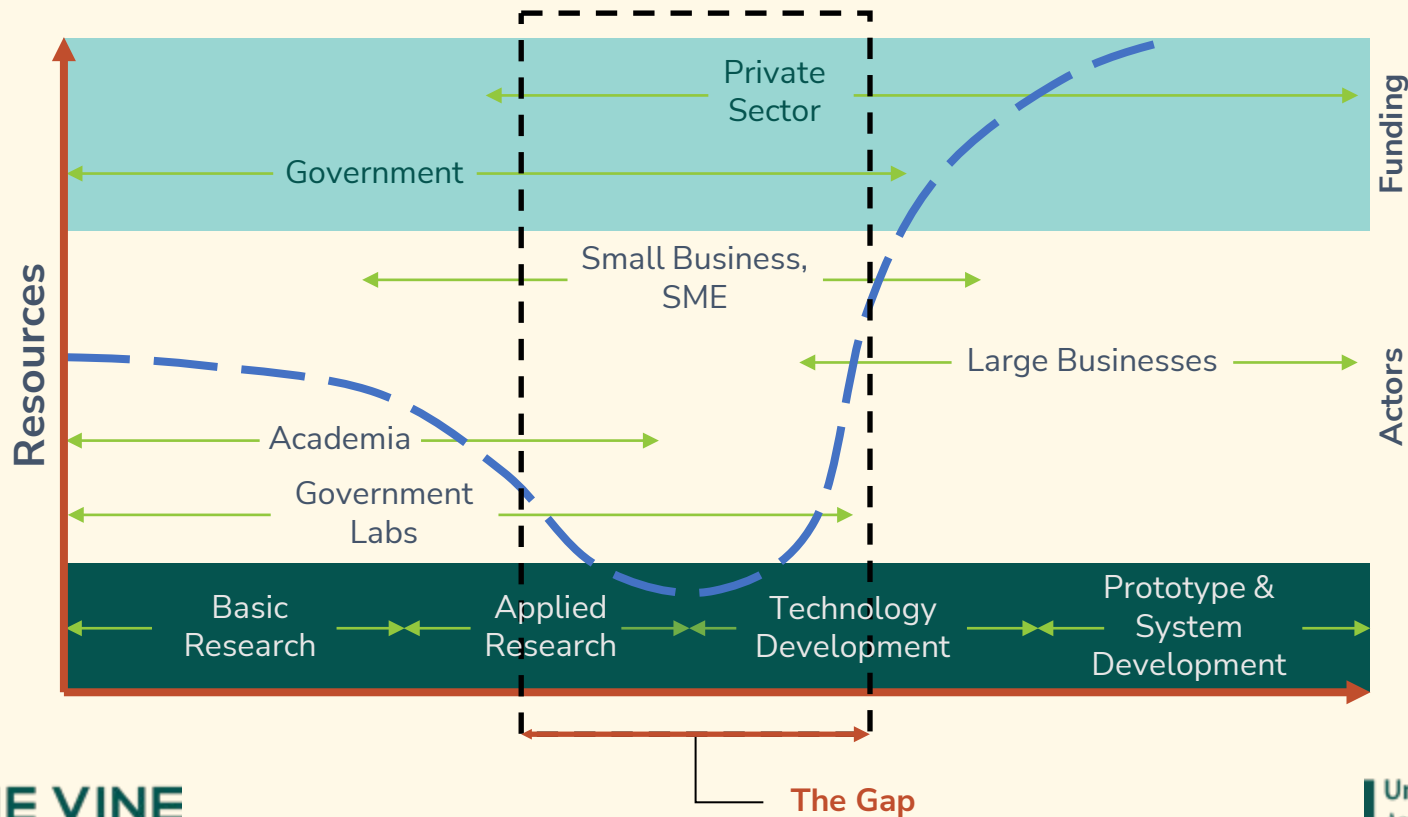 Private
Sector
Funding
Government
Small Business,
SME
Resources
Large Businesses
Actors
Academia
Government
Labs
Basic
Research
Applied
Research
Technology
Development
Prototype &
System
Development
The Gap
E VINE